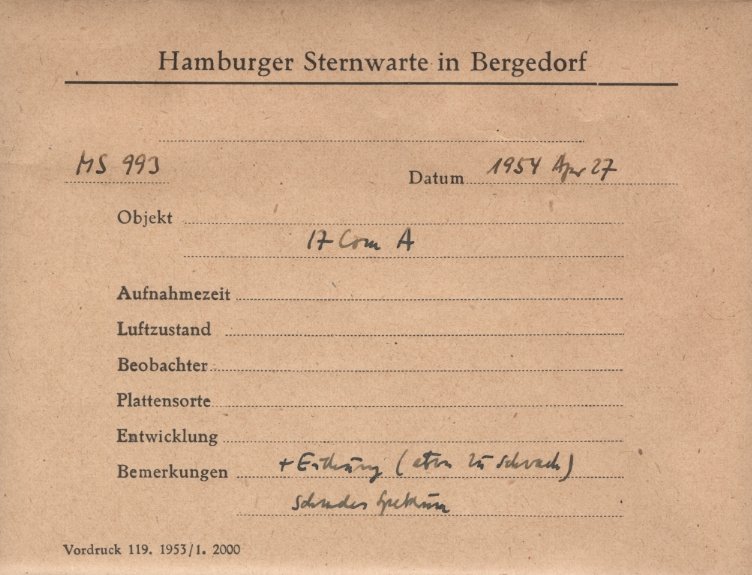 Hamburger Sternwarte in Bergedorf
MS 993
Datum 1954 Apr 27
Objekt
17 Com A
Aufnahmezeit
Luftzustand
Beobachter
Plattensorte
Entwicklung
Bemerkungen + Eichung (etwas zu schwach)
Spektrum
Vordruck 119. 1953/1. 2000